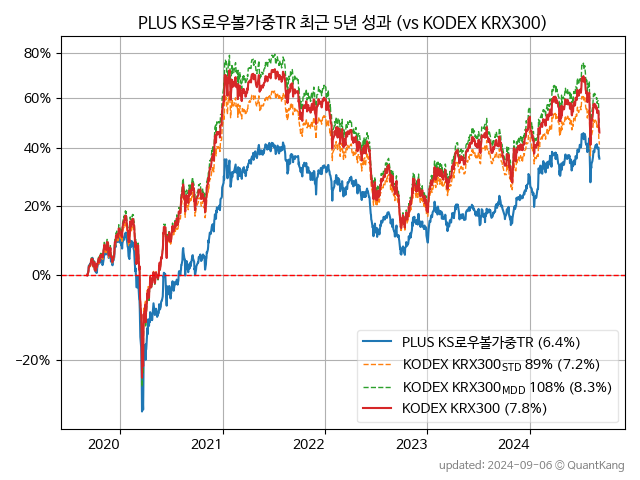 PLUS KS로우볼가중TR 최근 5년 성과 (vs KODEX KRX300)
80%
60%
40%
20%
0%
−20%
PLUS KS로우볼가중TR (6.4%)
KODEX KRX300STD 89% (7.2%)
KODEX KRX300MDD 108% (8.3%)
KODEX KRX300 (7.8%)
2020 2021 2022 2023 2024
updated: 2024-09-06 © QuantKang